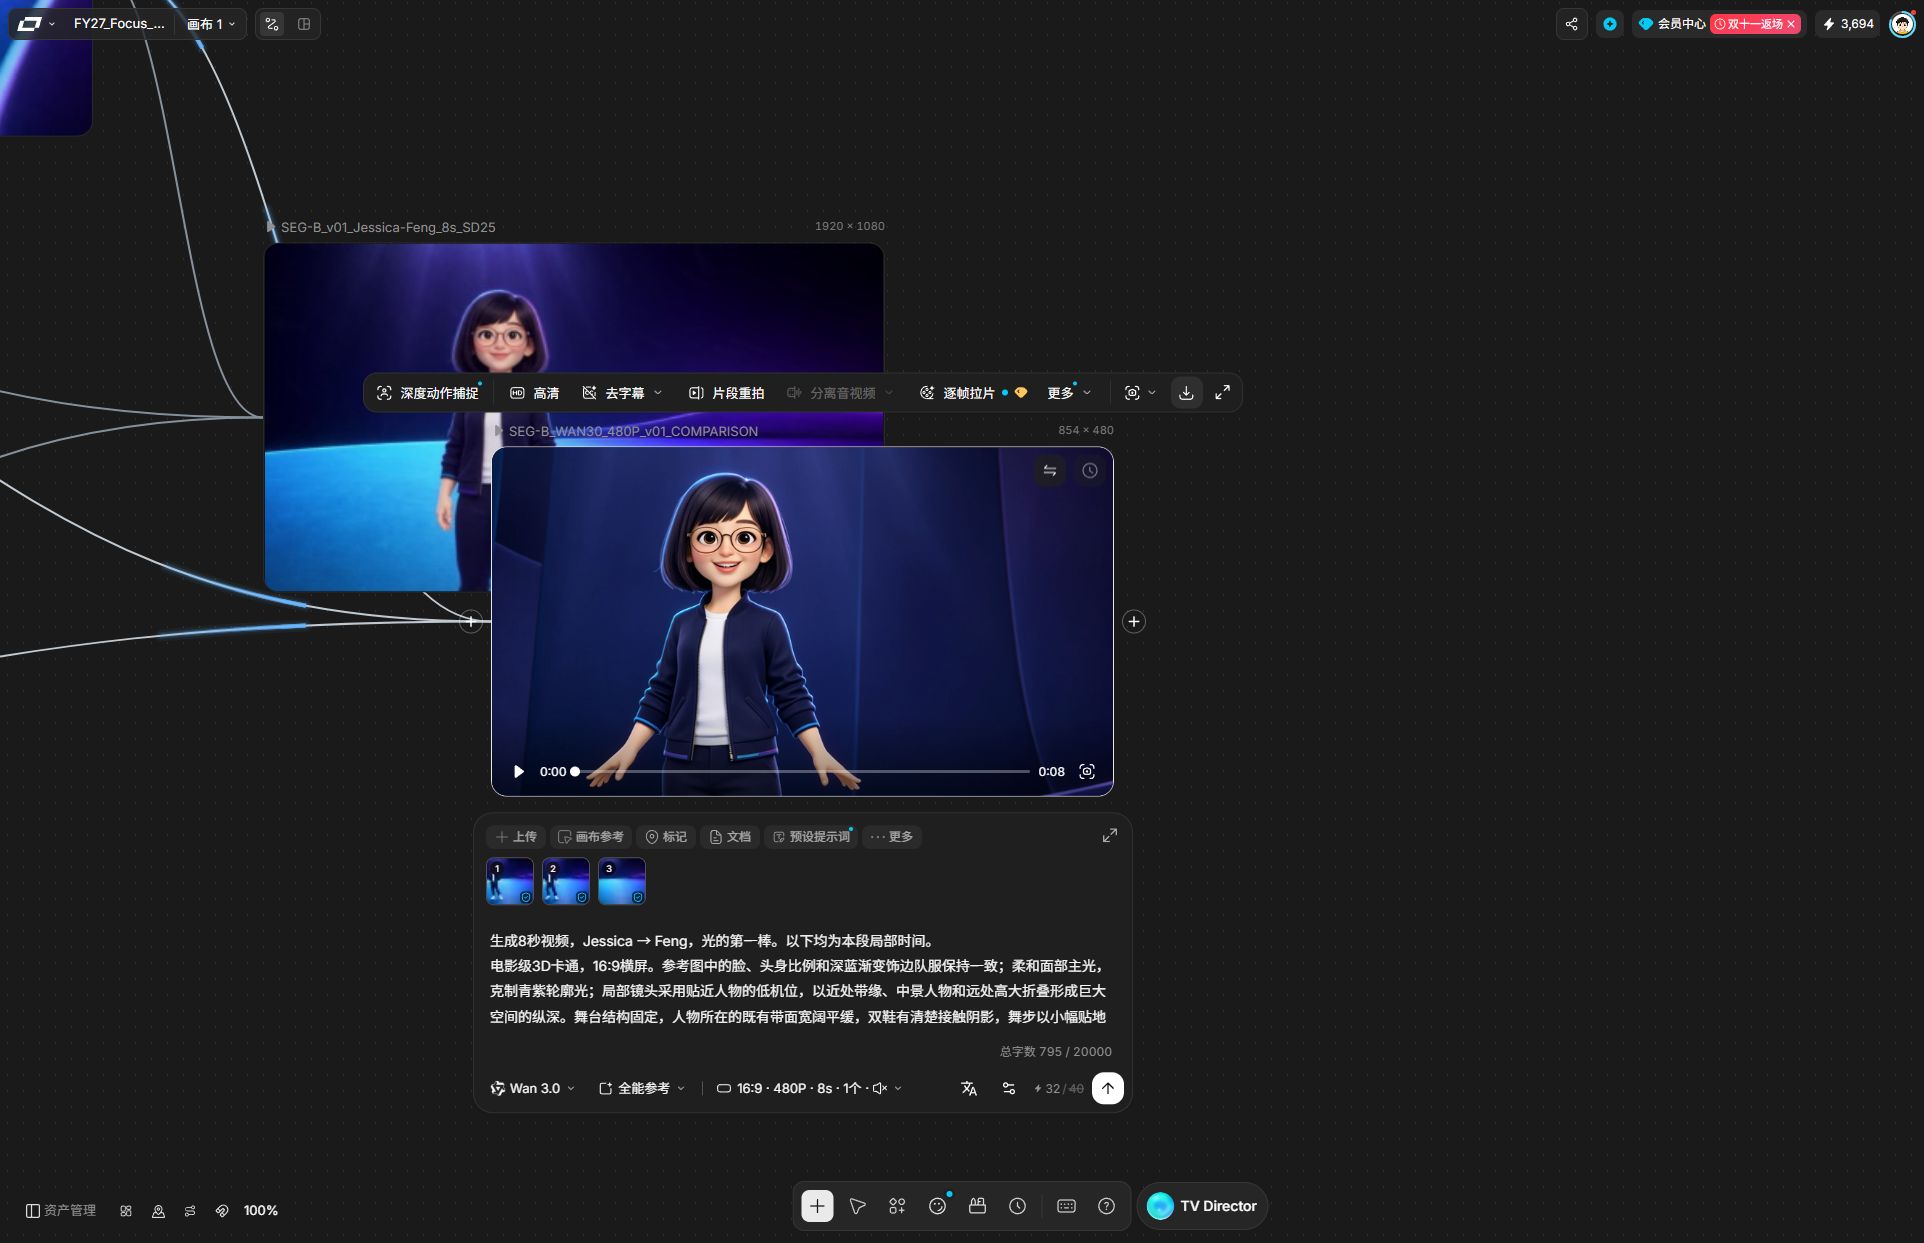 FY27_Focus_...
画布 1
会员中心
双十一返场
3,694
SEG-B_v01_Jessica-Feng_8s_SD25
1920 × 1080
深度动作捕捉
HD
高清
去字幕
片段重拍
分离音视频
逐帧拉片
更多
SEG-B_WAN30_480P_v01_COMPARISON
854 × 480
0:00
0:08
上传
画布参考
标记
文档
预设提示词
更多
1
2
3
生成8秒视频，Jessica → Feng，光的第一棒。以下均为本段局部时间。
电影级3D卡通，16:9横屏。参考图中的脸、头身比例和深蓝渐变饰边队服保持一致；柔和面部主光，
克制青紫轮廓光；局部镜头采用贴近人物的低机位，以近处带缘、中景人物和远处高大折叠形成巨大
空间的纵深。舞台结构固定，人物所在的既有带面宽阔平缓，双鞋有清楚接触阴影，舞步以小幅贴地
总字数 795 / 20000
Wan 3.0
全能参考
16:9 · 480P · 8s · 1个 ·
32 / 40
资产管理
100%
TV Director